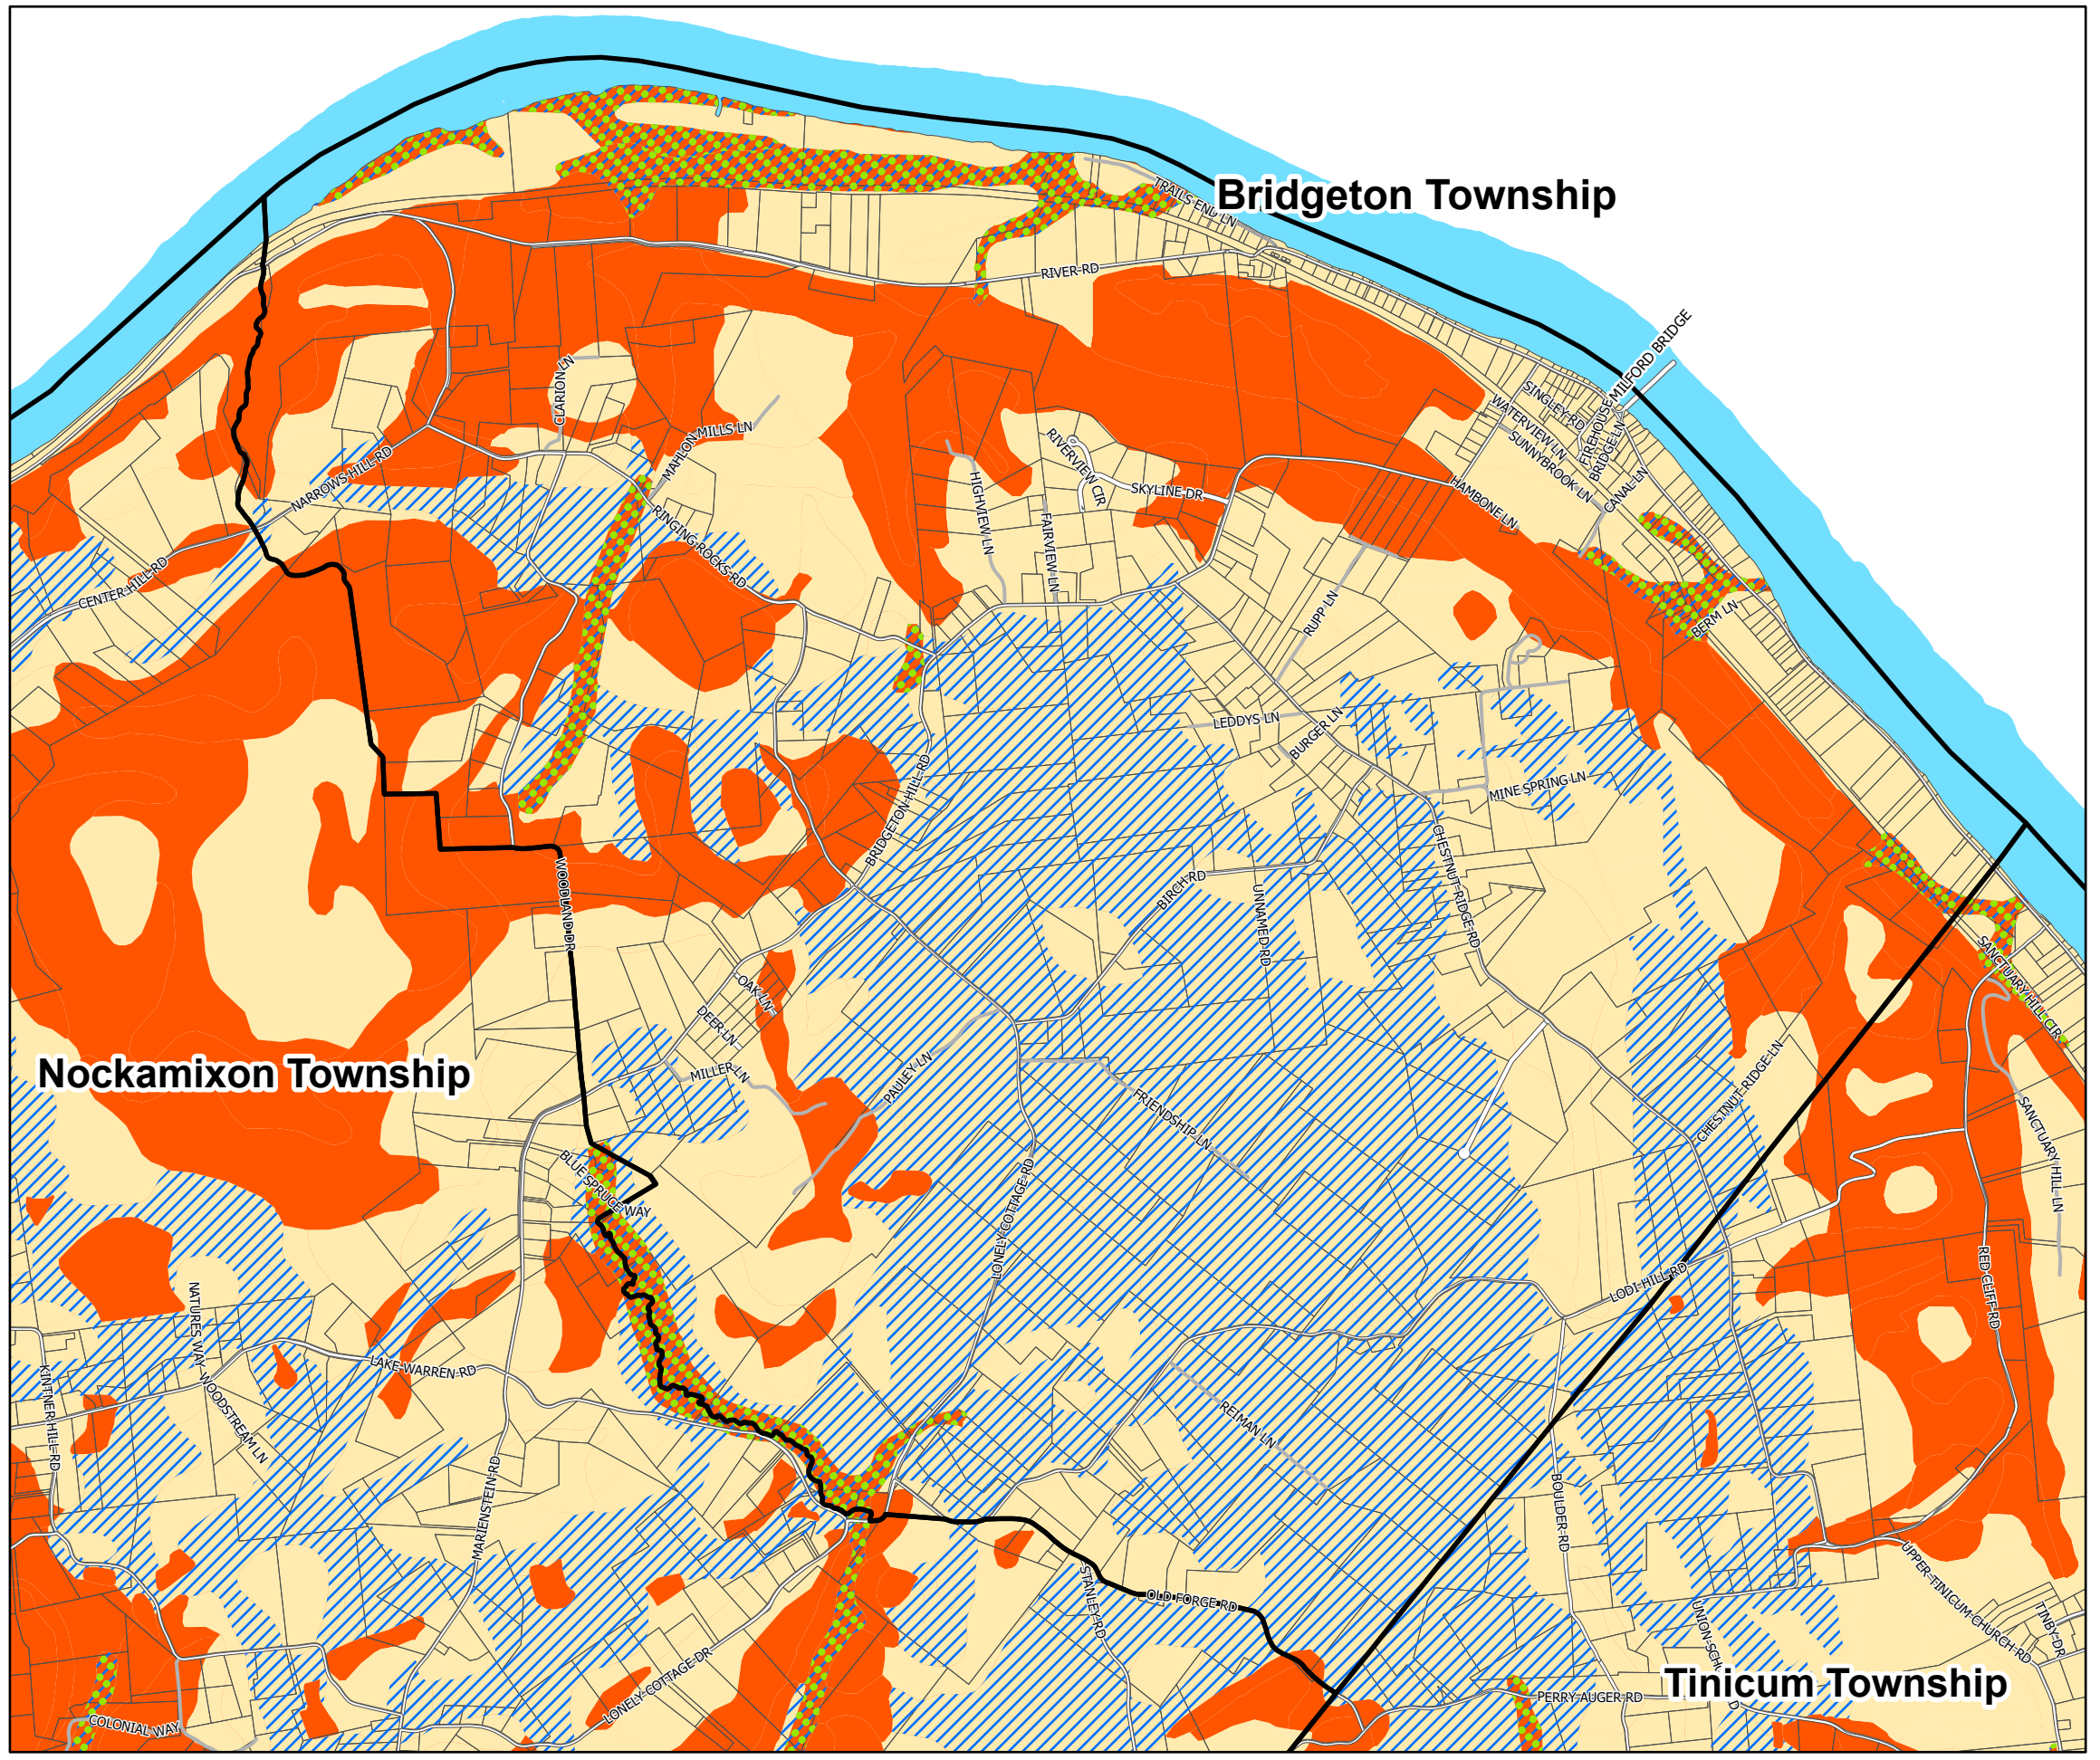 Bridgeton Township
TRAILS END LN
RIVER RD
MILFORD BRIDGE
CLARION LN
MAHLON MILLS LN
SINGLEY RD
FIREHOUSE
WATERVIEW LN
BRIDGE LN
SUNNYBROOK LN
CANAL LN
RIVERVIEW CIR
SKYLINE DR
HAMBONE LN
HIGHVIEW LN
FAIRVIEW LN
NARROWS HILL RD
RINGING ROCKS RD
CENTER HILL RD
RUPP LN
BERM LN
LEDDYS LN
BURGER LN
MINE SPRING LN
BRIDGETON HILL RD
CHESTNUT RIDGE RD
BIRCH RD
UNNAMED RD
WOODLAND DR
OAK LN
DEER LN
MILLER LN
PAULEY LN
FRIENDSHIP LN
CHESTNUT RIDGE LN
SANCTUARY HILL CIR
SANCTUARY HILL LN
Nockamixon Township
BLUE SPRUCE WAY
LONELY COTTAGE RD
LODI HILL RD
RED CLIFF RD
NATURES WAY
LAKE WARREN RD
KINTNER HILL RD
WOODSTREAM LN
REIMAN LN
MARIENSTEIN RD
BOULDER RD
STANLEY RD
OLD FORGE RD
UPPER TINICUM CHURCH RD
TINBY DR
LONELY COTTAGE DR
COLONIAL WAY
PERRY AUGER RD
Tinicum Township